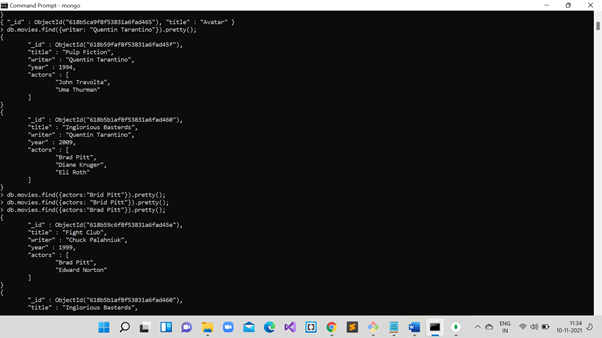 Command Prompt - mongo
}
{ "_id" : ObjectId("618b5ca9f8f53831a6fad465"), "title" : "Avatar" }
> db.movies.find({writer: "Quentin Tarantino"}).pretty();
{
"_id" : ObjectId("618b59faf8f53831a6fad45f"),
"title" : "Pulp Fiction",
"writer" : "Quentin Tarantino",
"year" : 1994,
"actors" : [
"John Travolta",
"Uma Thurman"
]
}
{
"_id" : ObjectId("618b5b1af8f53831a6fad460"),
"title" : "Inglorious Basterds",
"writer" : "Quentin Tarantino",
"year" : 2009,
"actors" : [
"Brad Pitt",
"Diane Kruger",
"Eli Roth"
]
}
> db.movies.find({actors:"Brid Pitt"}).pretty();
> db.movies.find({actors: "Brid Pitt"}).pretty();
> db.movies.find({actors:"Brad Pitt"}).pretty();
{
"_id" : ObjectId("618b59c6f8f53831a6fad45e"),
"title" : "Fight Club",
"writer" : "Chuck Palahniuk",
"year" : 1999,
"actors" : [
"Brad Pitt",
"Edward Norton"
]
}
{
"_id" : ObjectId("618b5b1af8f53831a6fad460"),
"title" : "Inglorious Basterds",
ENG
IN
11:34
10-11-2021